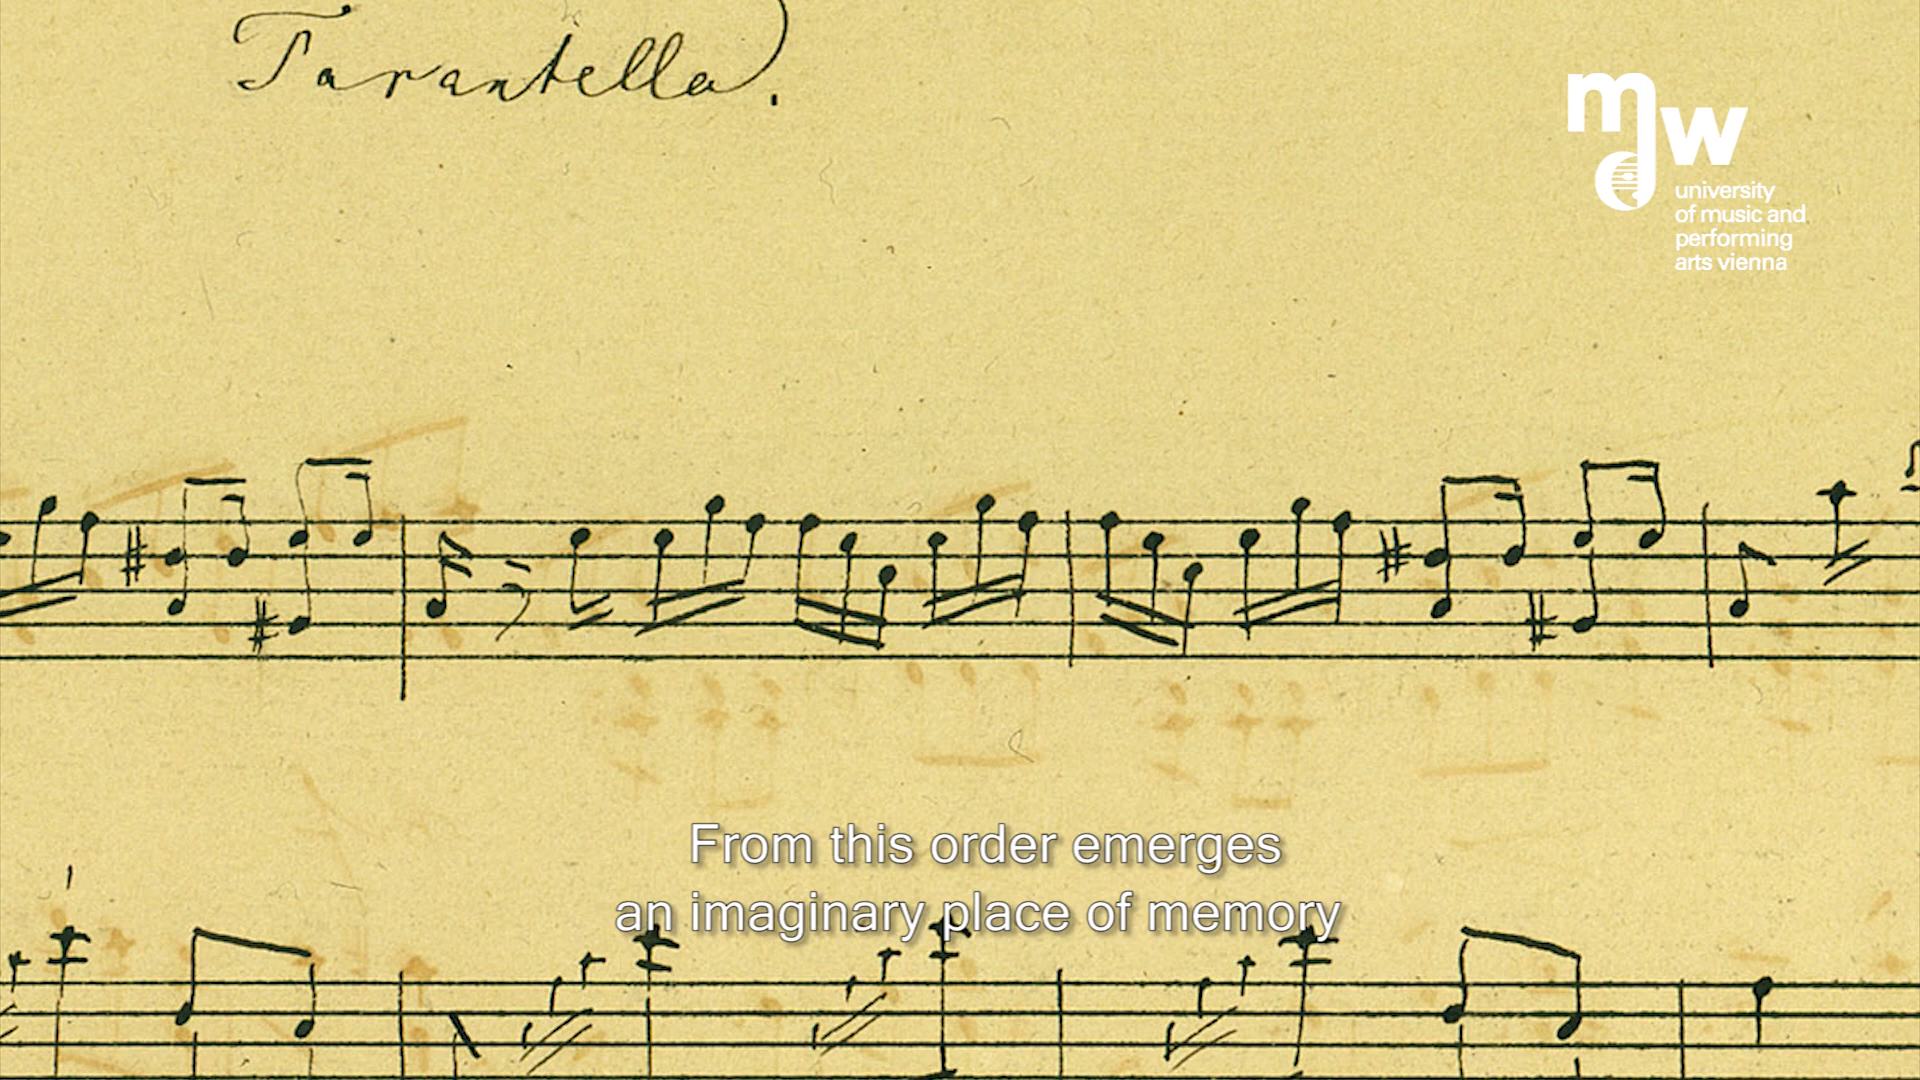 Tarantella.
mdw
university
of music and
performing
arts vienna
From this order emerges
an imaginary place of memory